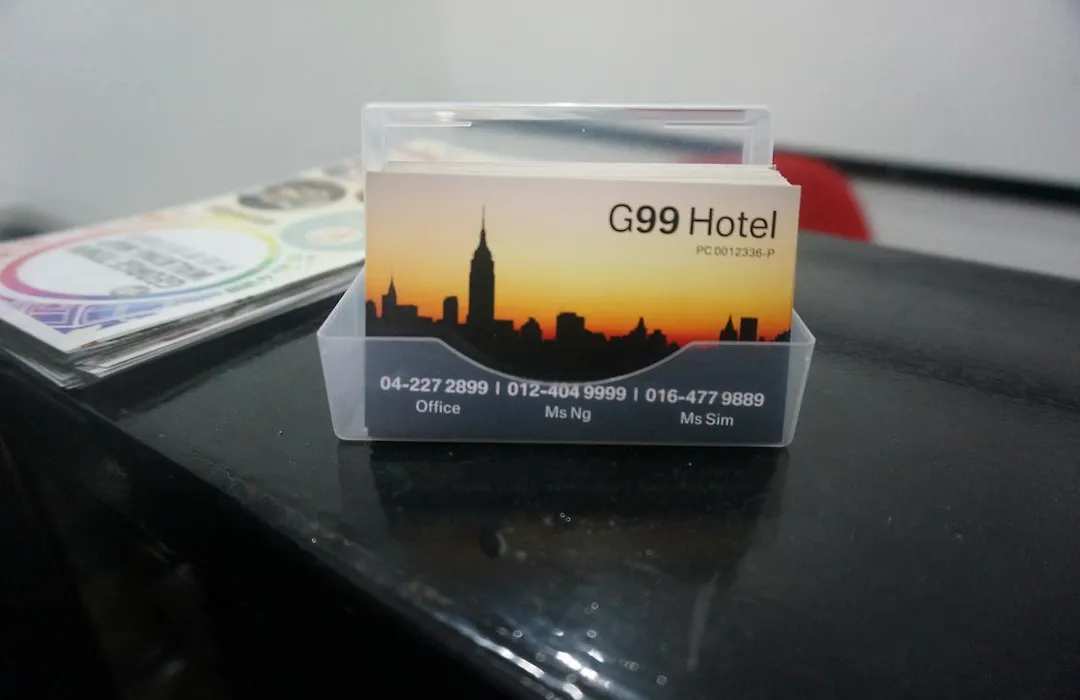 G99 Hotel
PC 0012336-P
04-227 2899 | 012-404 9999 | 016-477 9889
Office Ms Ng Ms Sim